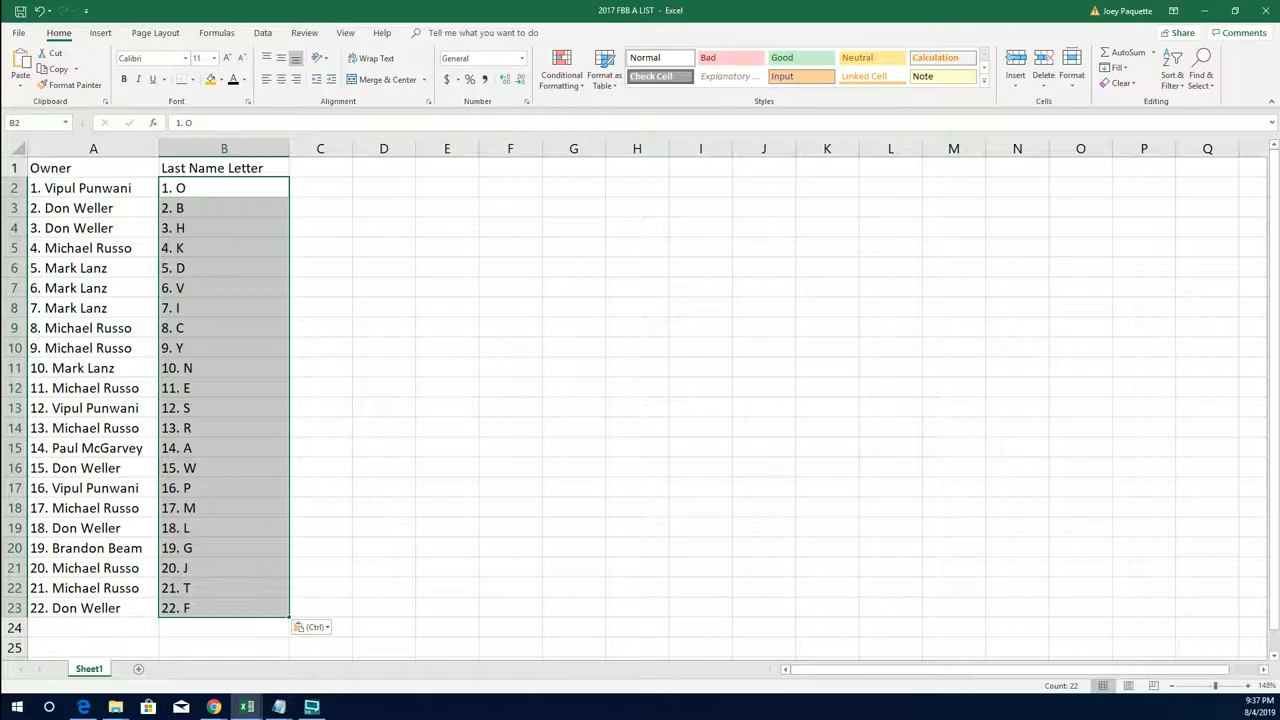 2017 FBB A LIST - Excel
Joey Paquette
File Home Insert Page Layout Formulas Data Review View Help Tell me what you want to do
Share Comments
Paste Cut Copy Format Painter Clipboard
Calibri 11 B I U Font
Wrap Text Merge & Center Alignment
General $ % Number
Conditional Formatting Format as Table
Normal Bad Good Neutral Calculation
Check Cell Explanatory ... Input Linked Cell Note
Styles
Insert Delete Format Cells
AutoSum Fill Clear Sort & Filter Find & Select Editing
B2 fx 1. O
A B C D E F G H I J K L M N O P Q
1 Owner Last Name Letter
2 1. Vipul Punwani 1. O
3 2. Don Weller 2. B
4 3. Don Weller 3. H
5 4. Michael Russo 4. K
6 5. Mark Lanz 5. D
7 6. Mark Lanz 6. V
8 7. Mark Lanz 7. I
9 8. Michael Russo 8. C
10 9. Michael Russo 9. Y
11 10. Mark Lanz 10. N
12 11. Michael Russo 11. E
13 12. Vipul Punwani 12. S
14 13. Michael Russo 13. R
15 14. Paul McGarvey 14. A
16 15. Don Weller 15. W
17 16. Vipul Punwani 16. P
18 17. Michael Russo 17. M
19 18. Don Weller 18. L
20 19. Brandon Beam 19. G
21 20. Michael Russo 20. J
22 21. Michael Russo 21. T
23 22. Don Weller 22. F
24 (Ctrl)
25
Sheet1
Count: 22 148%
9:37 PM
8/4/2019